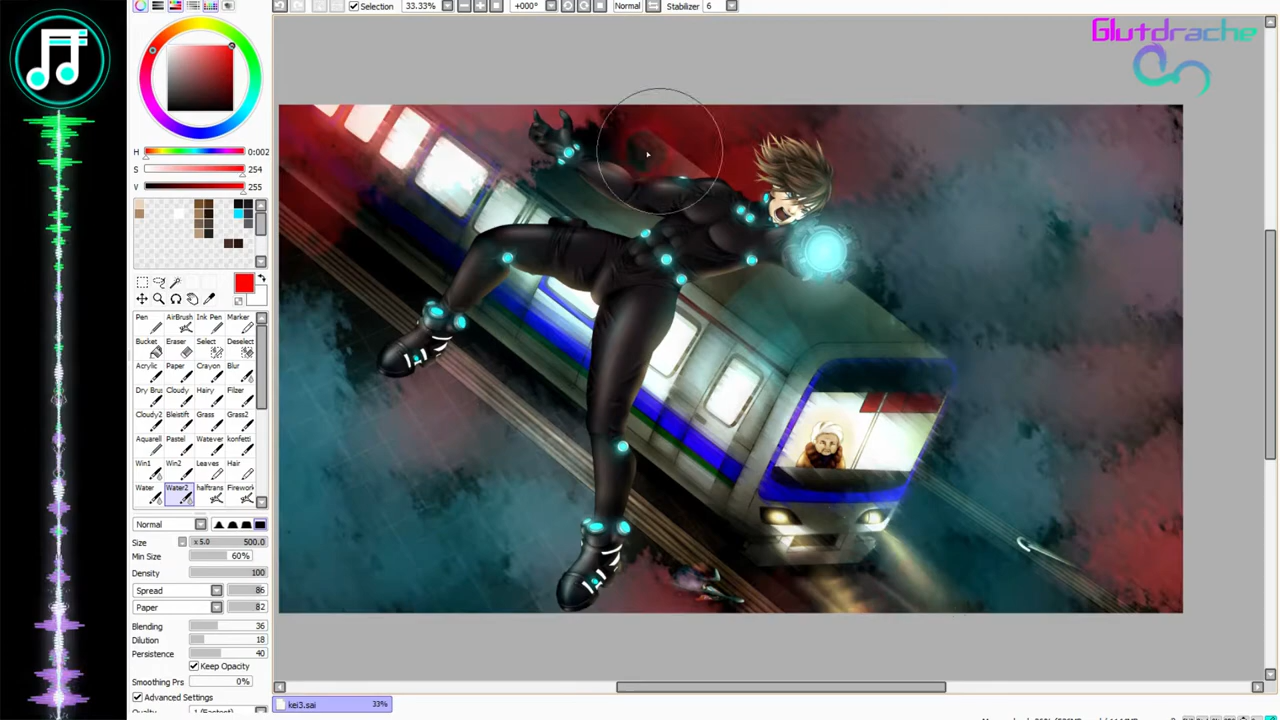 Selection 33.33% +000° Normal Stabilizer 6
Glutdrache
H 0:002
S 254
V 255
Pen AirBrush Ink Pen Marker
Bucket Eraser Select Deselect
Acrylic Paper Crayon Blur
Dry Bru Cloudy Hairy Filzer
Cloudy2 Bleistift Grass Grass2
Aquarell Pastel Watever konfetti
Win1 Win2 Leaves Hair
Water Water2 halftrans Firework
Normal
Size x 5.0 500.0
Min Size 60%
Density 100
Spread 86
Paper 82
Blending 36
Dilution 18
Persistence 40
Keep Opacity
Smoothing Prs 0%
Advanced Settings
kei3.sai 33%